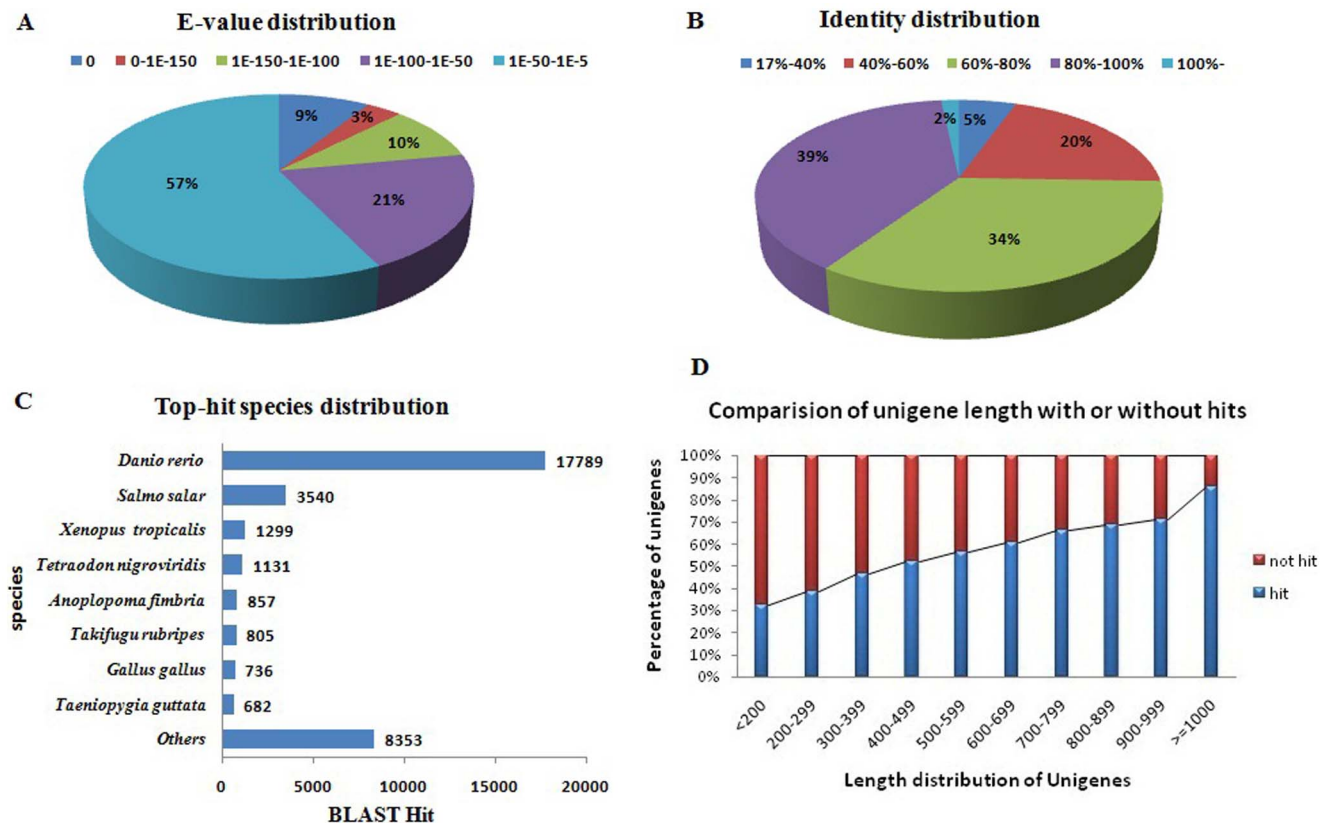 A
E-value distribution
0 0-1E-150 1E-150-1E-100 1E-100-1E-50 1E-50-1E-5
9%
3%
10%
21%
57%
B
Identity distribution
17%-40% 40%-60% 60%-80% 80%-100% 100%-
2% 5%
20%
39%
34%
C
Top-hit species distribution
species
Danio rerio 17789
Salmo salar 3540
Xenopus tropicalis 1299
Tetraodon nigroviridis 1131
Anoplopoma fimbria 857
Takifugu rubripes 805
Gallus gallus 736
Taeniopygia guttata 682
Others 8353
0 5000 10000 15000 20000
BLAST Hit
D
Comparision of unigene length with or without hits
Percentage of unigenes
100%
90%
80%
70%
60%
50%
40%
30%
20%
10%
0%
not hit
hit
<200 200-299 300-399 400-499 500-599 600-699 700-799 800-899 900-999 >=1000
Length distribution of Unigenes